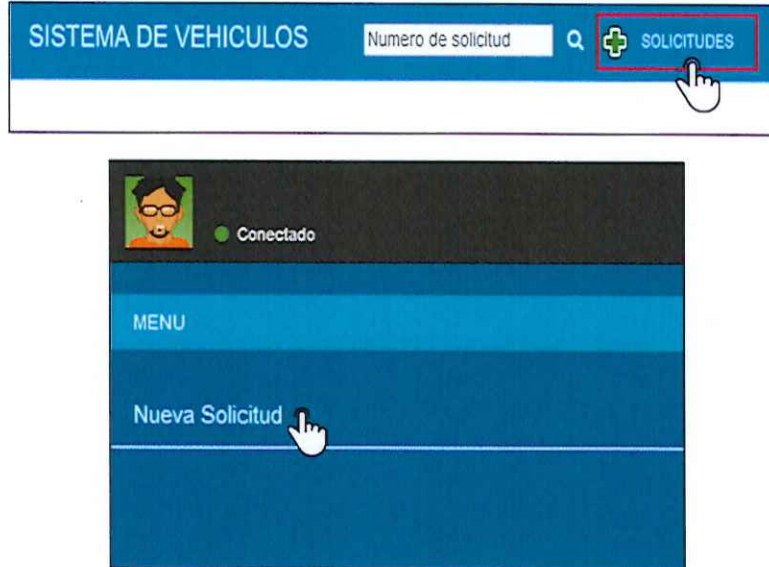 SISTEMA DE VEHICULOS
Numero de solicitud
SOLICITUDES
Conectado
MENU
Nueva Solicitud